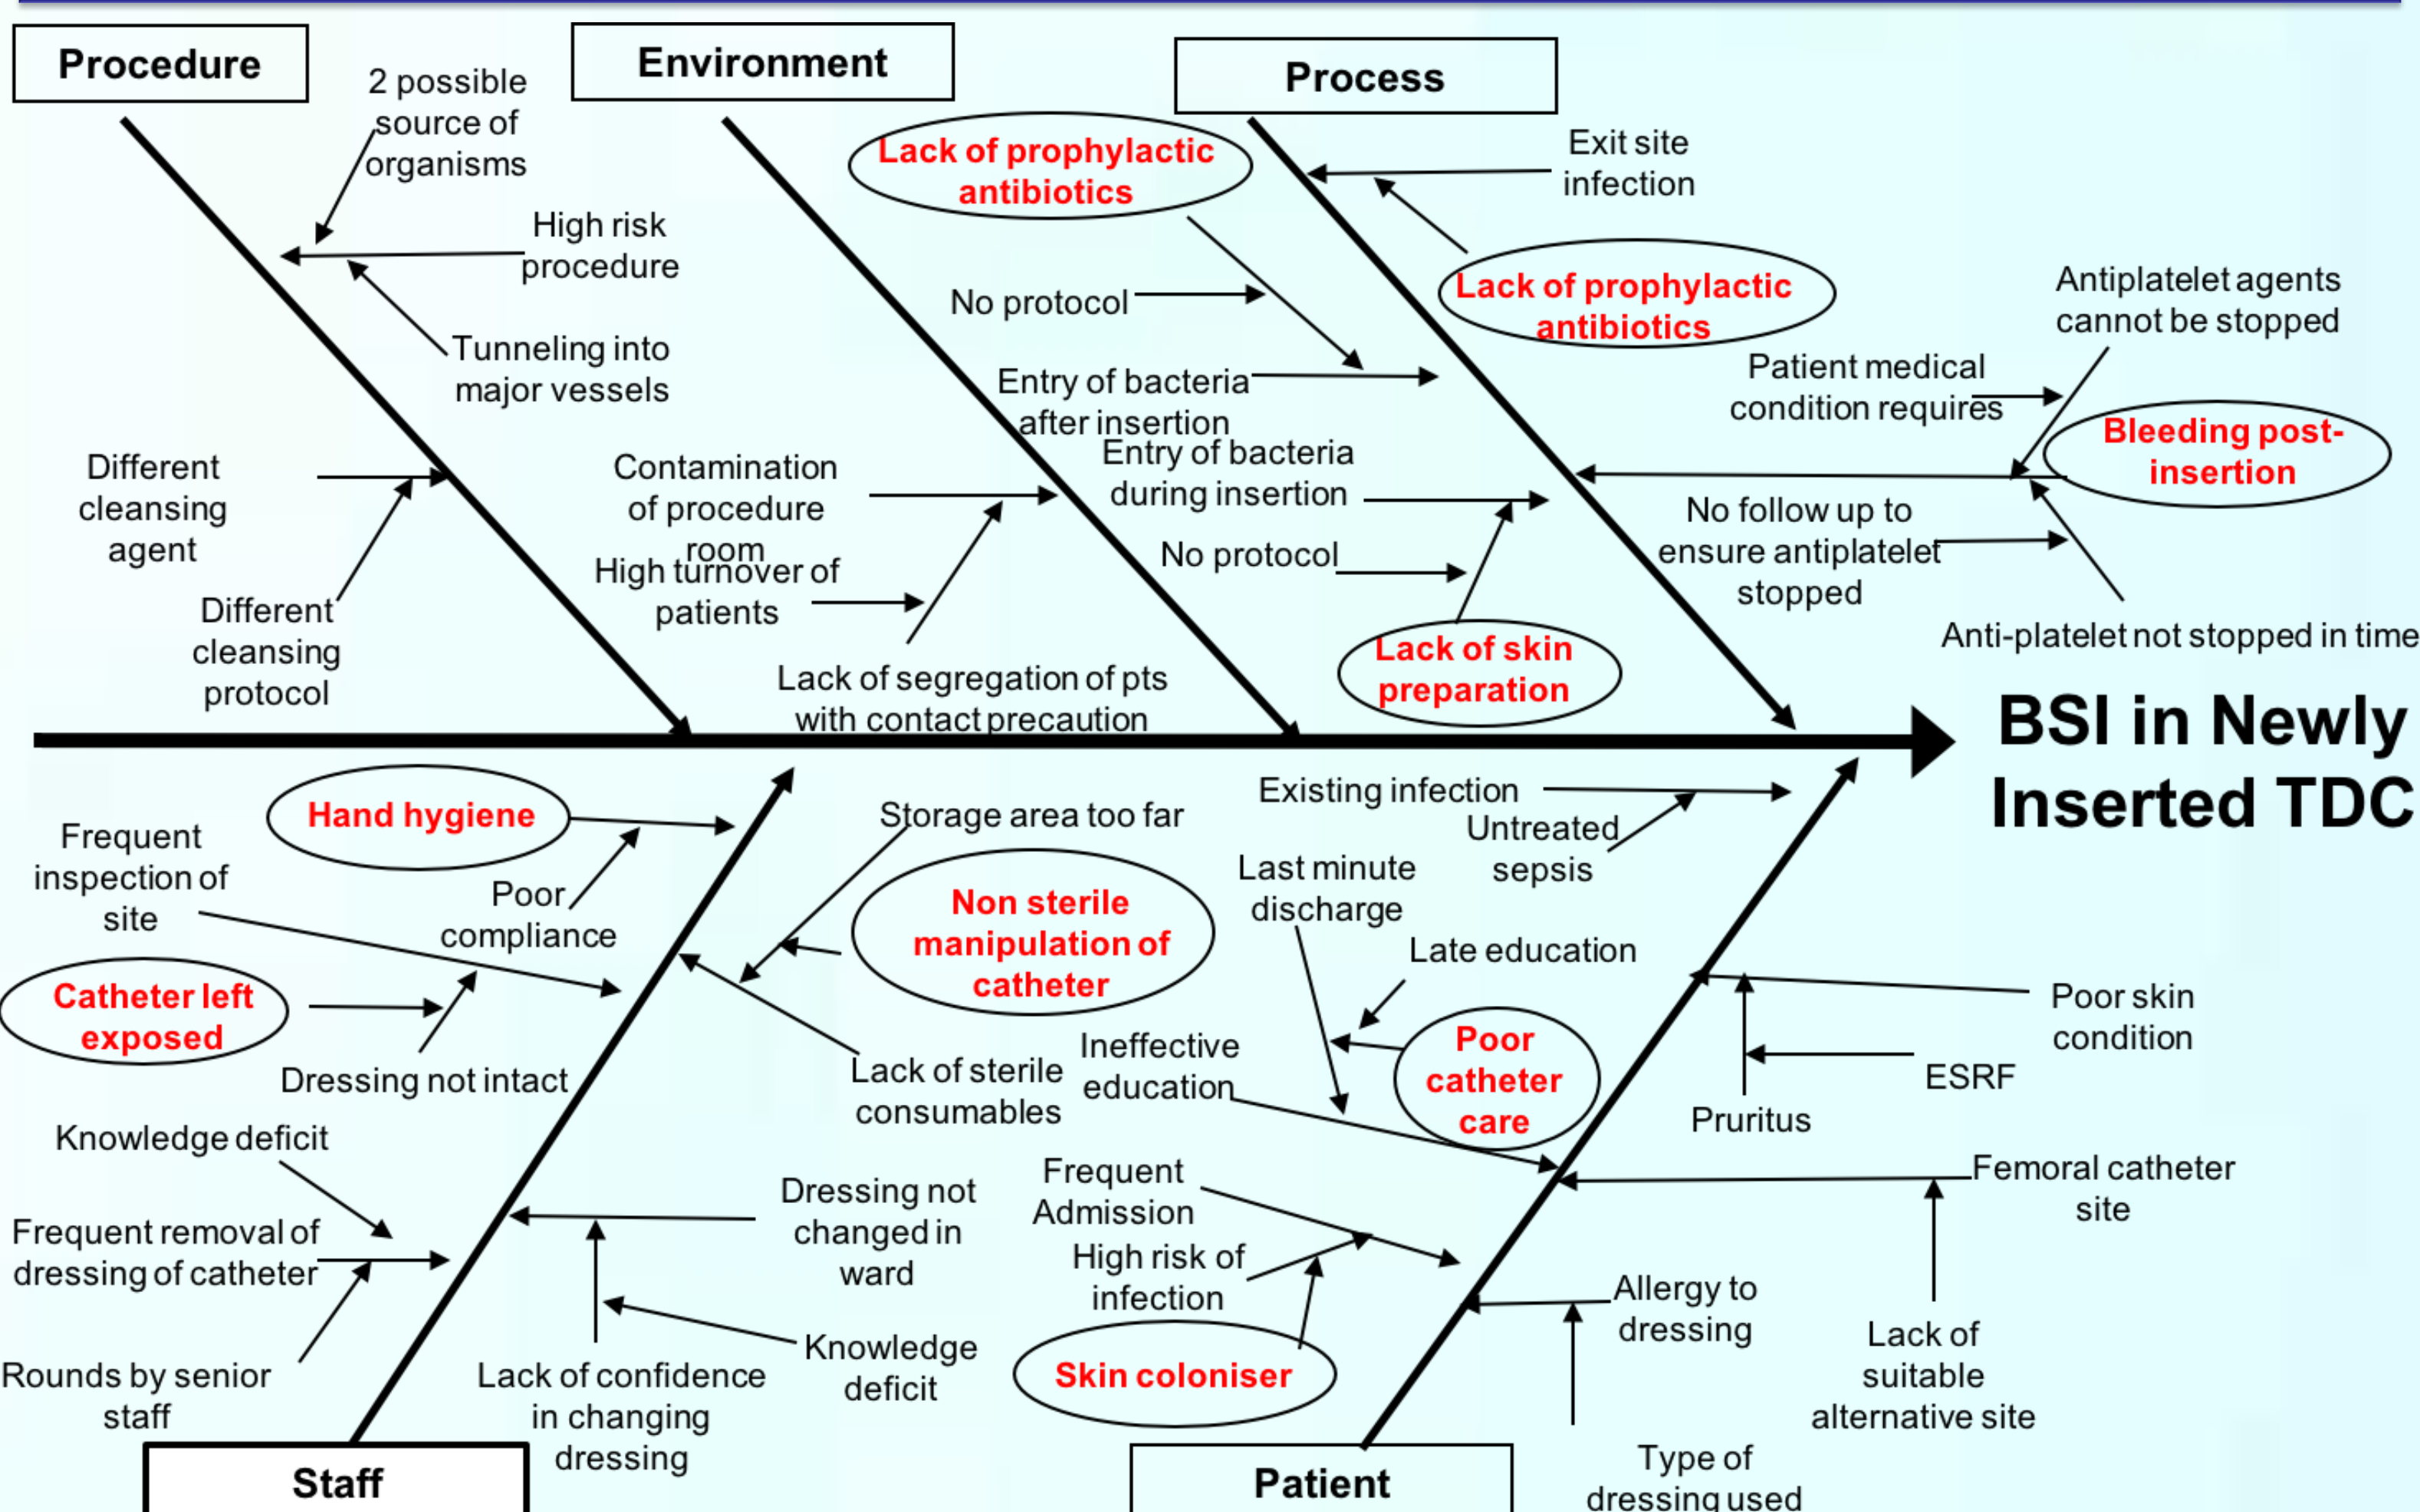 Procedure
Environment
Process
2 possible
source of
organisms
High risk
procedure
Tunneling into
major vessels
Different
cleansing
agent
Different
cleansing
protocol
Lack of prophylactic
antibiotics
No protocol
Entry of bacteria
after insertion
Contamination
of procedure
room
High turnover of
patients
Lack of segregation of pts
with contact precaution
Entry of bacteria
during insertion
No protocol
Lack of skin
preparation
Exit site
infection
Lack of prophylactic
antibiotics
Antiplatelet agents
cannot be stopped
Patient medical
condition requires
Bleeding post-
insertion
No follow up to
ensure antiplatelet
stopped
Anti-platelet not stopped in time
BSI in Newly
Inserted TDC
Hand hygiene
Frequent
inspection of
site
Poor
compliance
Catheter left
exposed
Dressing not intact
Storage area too far
Non sterile
manipulation of
catheter
Lack of sterile
consumables
Knowledge deficit
Frequent removal of
dressing of catheter
Rounds by senior
staff
Dressing not
changed in
ward
Knowledge
deficit
Lack of confidence
in changing
dressing
Staff
Existing infection
Untreated
sepsis
Last minute
discharge
Late education
Poor
catheter
care
Ineffective
education
Frequent
Admission
High risk of
infection
Skin coloniser
Poor skin
condition
ESRF
Pruritus
Femoral catheter
site
Lack of
suitable
alternative site
Allergy to
dressing
Type of
dressing used
Patient